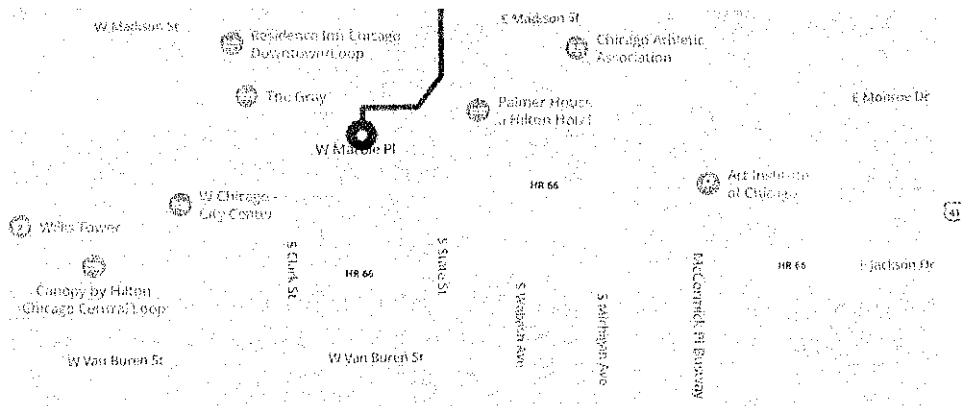 W Madison St
E Madison St
Residence Inn Chicago
Downtown/Loop
Chicago Athletic
Association
The Gray
Palmer House
a Hilton Hotel
E Monroe Dr
W Marble Pl
HR 66
Art Institute
of Chicago
W Chicago -
City Center
41
Willis Tower
S Clark St
HR 66
S State St
HR 66
E Jackson Dr
Canopy by Hilton
Chicago Central Loop
S Wabash Ave
S Michigan Ave
McCormick Pl Busway
W Van Buren St
W Van Buren St